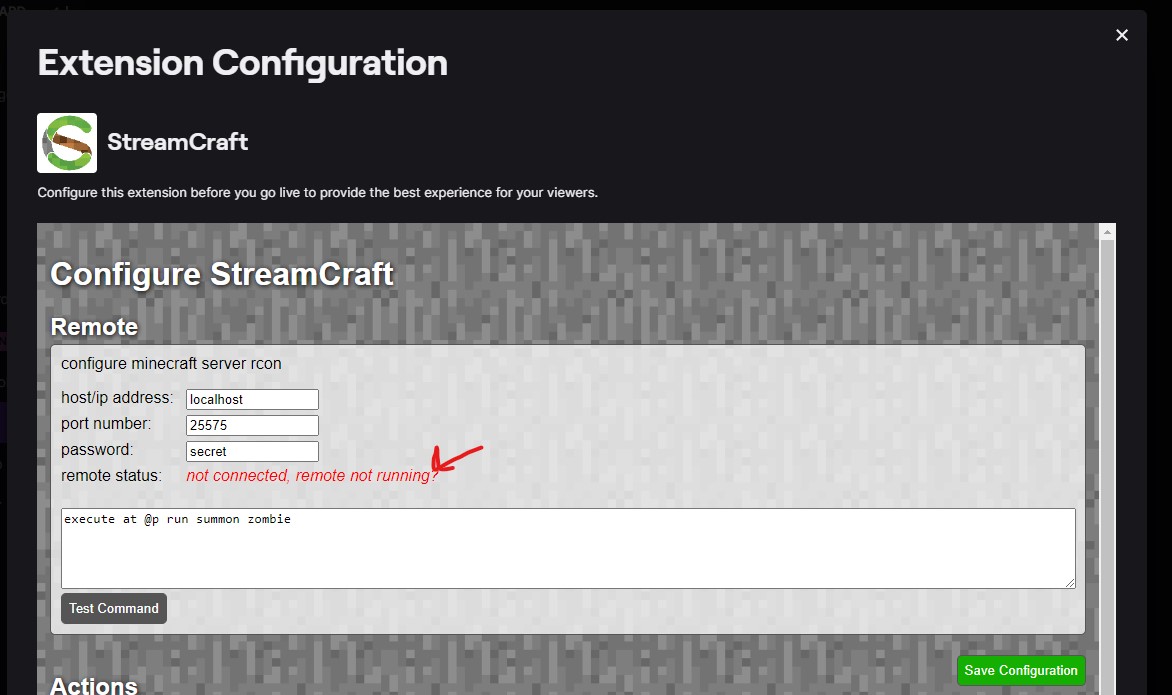 Extension Configuration
StreamCraft
Configure this extension before you go live to provide the best experience for your viewers.
Configure StreamCraft
Remote
configure minecraft server rcon
host/ip address: localhost
port number: 25575
password: secret
remote status: not connected, remote not running?
execute at @p run summon zombie
Test Command
Save Configuration
Actions